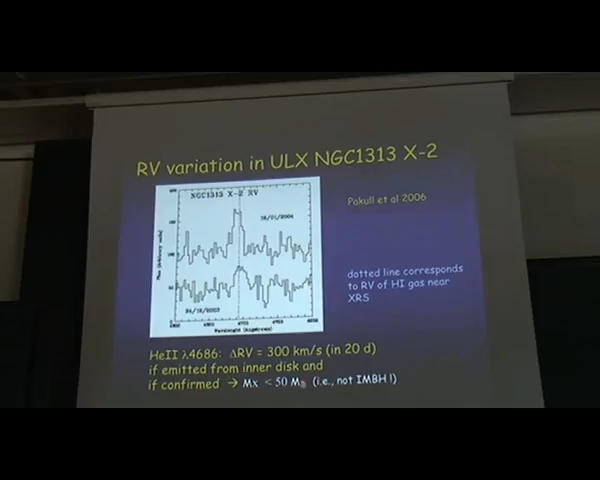 RV variation in ULX NGC1313 X-2
NGC1313 X-2 RV
Pakull et al 2006
dotted line corresponds
to RV of HI gas near
XRS
Wavelength (Angstroms)
HeII λ4686: ΔRV = 300 km/s (in 20 d)
if emitted from inner disk and
if confirmed → Mx < 50 M (i.e., not IMBH !)